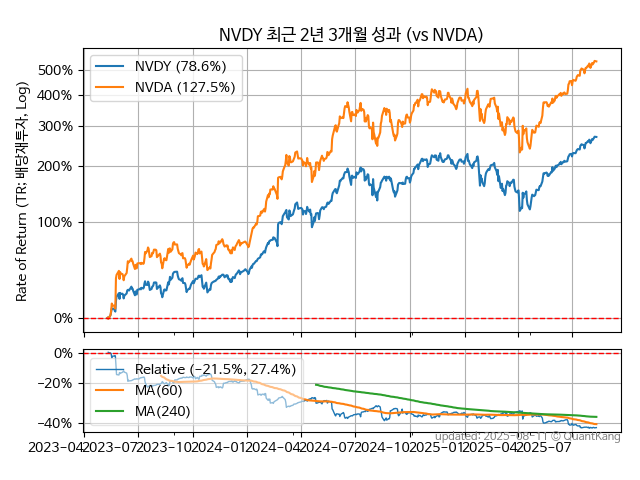 NVDY 최근 2년 3개월 성과 (vs NVDA)
Rate of Return (TR: 배당재투자, Log)
NVDY (78.6%)
NVDA (127.5%)
500%
400%
300%
200%
100%
0%
0%
−20%
−40%
Relative (−21.5%, 27.4%)
MA(60)
MA(240)
updated: 2025-08-11 © QuantKang
2023-04 2023-07 2023-10 2024-01 2024-04 2024-07 2024-10 2025-01 2025-04 2025-07